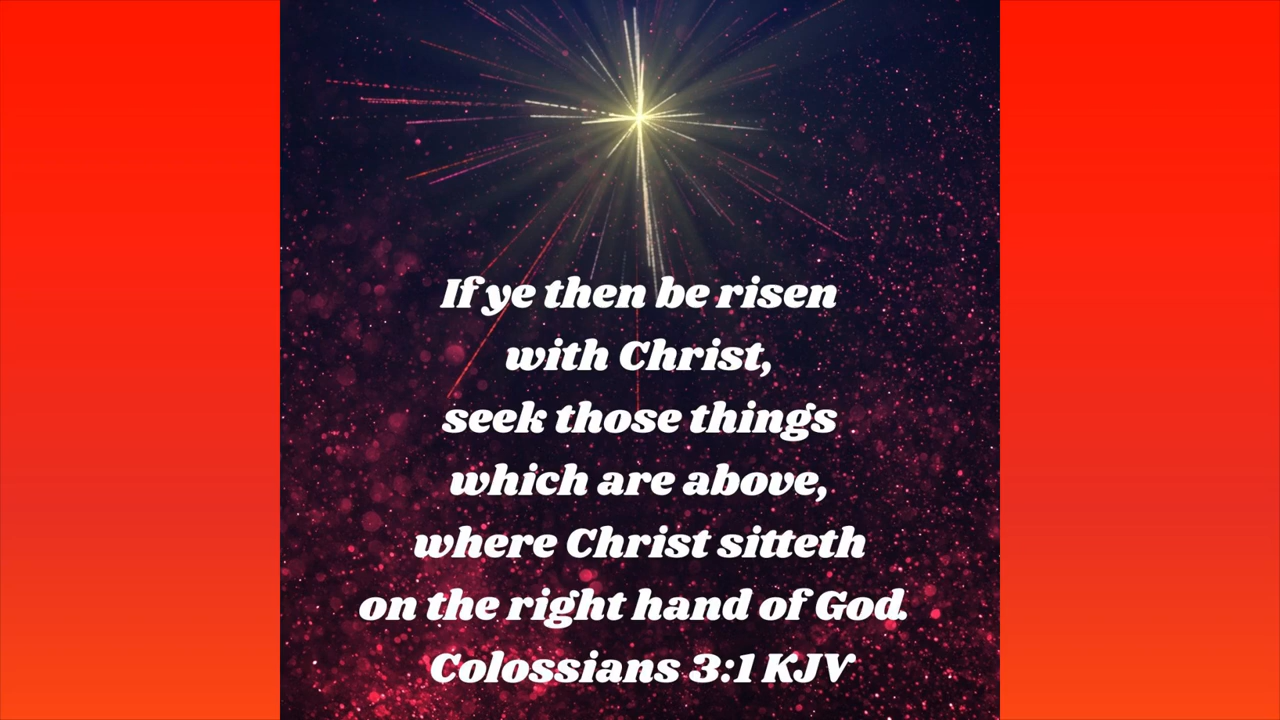 If ye then be risen
with Christ,
seek those things
which are above,
where Christ sitteth
on the right hand of God.
Colossians 3:1 KJV